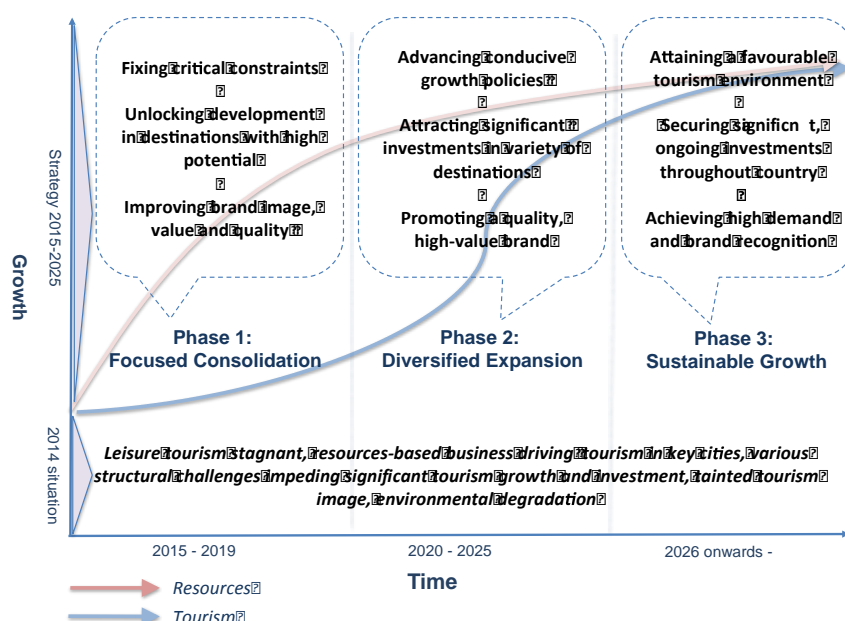 Fixing critical constraints
Unlocking development
in destinations with high
potential
Improving brand image,
value and quality
Advancing conducive
growth policies
Attracting significant
investments in variety of
destinations
Promoting a quality,
high-value brand
Attaining a favourable
tourism environment
Securing significn t,
ongoing investments
throughout country
Achieving high demand
and brand recognition
Strategy 2015-2025
Growth
Phase 1:
Focused Consolidation
Phase 2:
Diversified Expansion
Phase 3:
Sustainable Growth
2014 situation
Leisure tourism stagnant, resources-based business driving tourism in key cities, various
structural challenges impeding significant tourism growth and investment, tainted tourism
image, environmental degradation
2015 - 2019
2020 - 2025
2026 onwards -
Time
Resources
Tourism